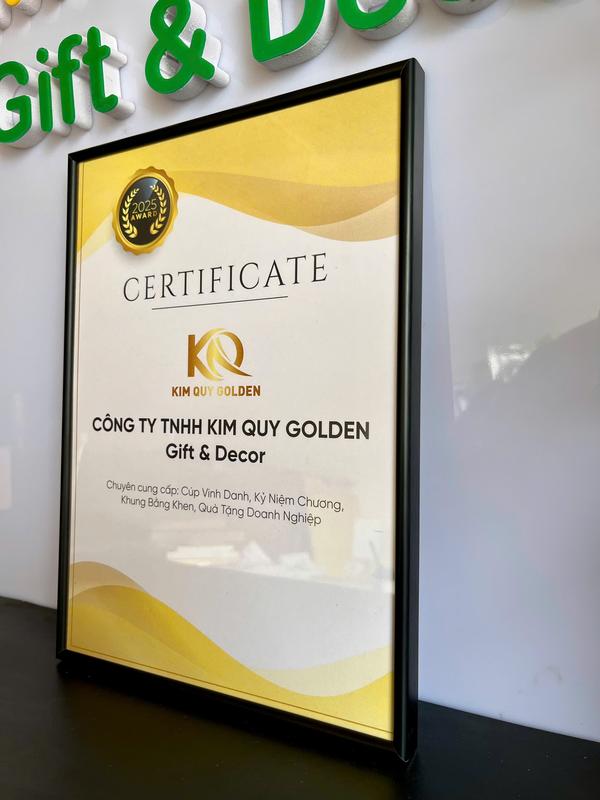 Gift & De
2025
AWARD
CERTIFICATE
KQ
KIM QUY GOLDEN
CÔNG TY TNHH KIM QUY GOLDEN
Gift & Decor
Chuyên cung cấp: Cúp Vinh Danh, Kỷ Niệm Chương,
Khung Bằng Khen, Quà Tặng Doanh Nghiệp